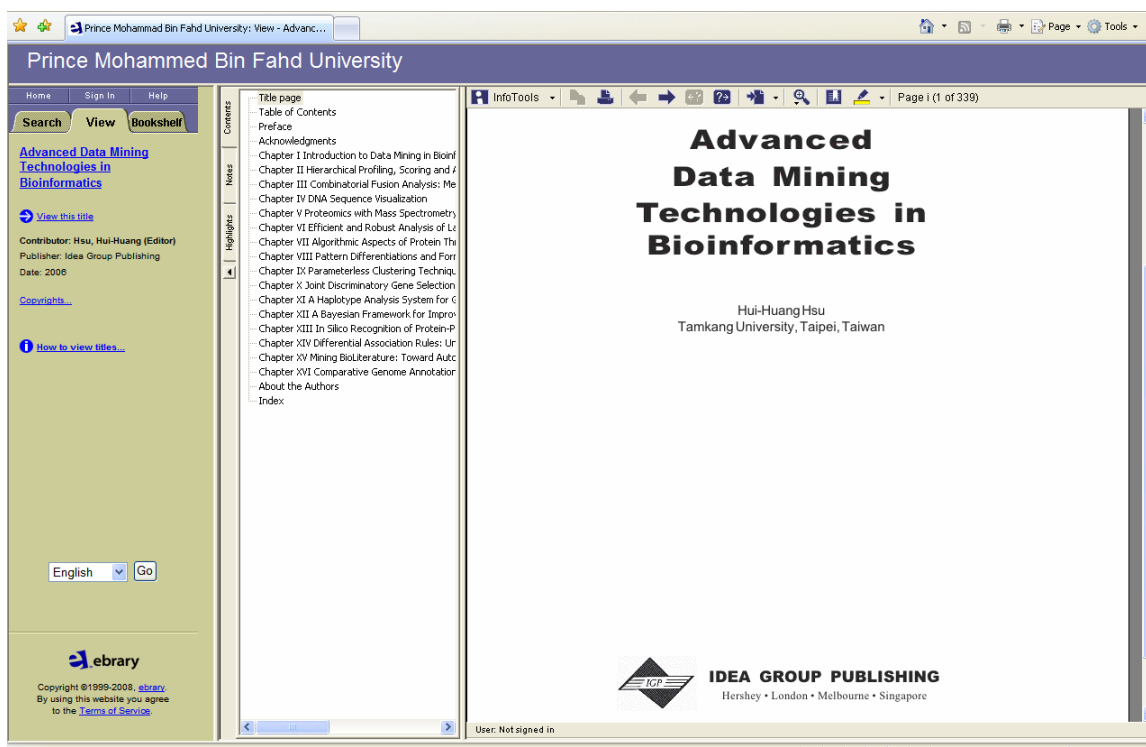 Prince Mohammad Bin Fahd University: View - Advanc...
Page
Tools
Prince Mohammed Bin Fahd University
Home Sign In Help
Search View Bookshelf
Advanced Data Mining
Technologies in
Bioinformatics
View this title
Contributor: Hsu, Hui-Huang (Editor)
Publisher: Idea Group Publishing
Date: 2006
Copyrights...
How to view titles...
English Go
ebrary
Copyright ©1999-2008, ebrary.
By using this website you agree
to the Terms of Service.
Contents
Notes
Highlights
Title page
Table of Contents
Preface
Acknowledgments
Chapter I Introduction to Data Mining in Bioinf
Chapter II Hierarchical Profiling, Scoring and A
Chapter III Combinatorial Fusion Analysis: Me
Chapter IV DNA Sequence Visualization
Chapter V Proteomics with Mass Spectrometry
Chapter VI Efficient and Robust Analysis of La
Chapter VII Algorithmic Aspects of Protein Thr
Chapter VIII Pattern Differentiations and Forr
Chapter IX Parameterless Clustering Techniqu
Chapter X Joint Discriminatory Gene Selection
Chapter XI A Haplotype Analysis System for G
Chapter XII A Bayesian Framework for Improv
Chapter XIII In Silico Recognition of Protein-P
Chapter XIV Differential Association Rules: Ur
Chapter XV Mining BioLiterature: Toward Auto
Chapter XVI Comparative Genome Annotation
About the Authors
Index
InfoTools Page i (1 of 339)
Advanced
Data Mining
Technologies in
Bioinformatics
Hui-Huang Hsu
Tamkang University, Taipei, Taiwan
IGP
IDEA GROUP PUBLISHING
Hershey • London • Melbourne • Singapore
User: Not signed in